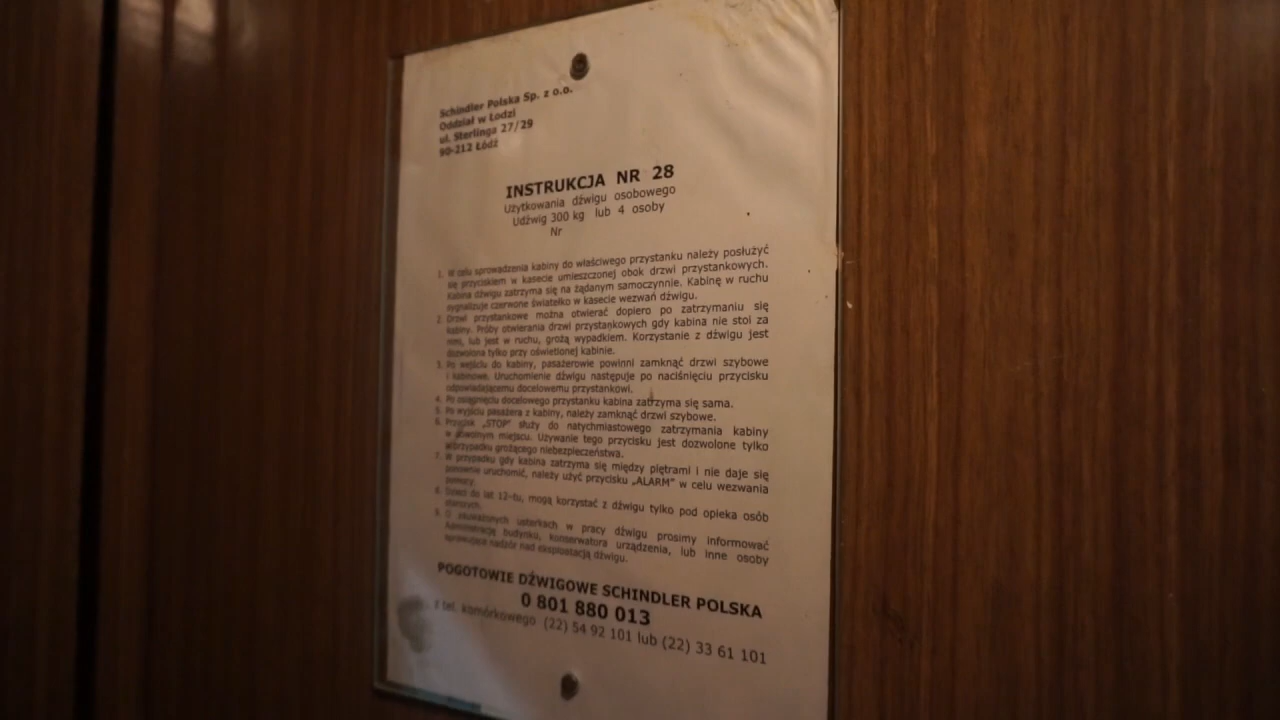 Schindler Polska Sp. z o.o.
Oddział w Łodzi
ul. Sterlinga 27/29
90-212 Łódź
INSTRUKCJA NR 28
Użytkowania dźwigu osobowego
Udźwig 300 kg lub 4 osoby
Nr
1. W celu sprowadzenia kabiny do właściwego przystanku należy posłużyć
się przyciskiem w kasecie umieszczonej obok drzwi przystankowych.
Kabina dźwigu zatrzyma się na żądanym samoczynnie. Kabinę w ruchu
sygnalizuje czerwone światełko w kasecie wezwań dźwigu.
2. Drzwi przystankowe można otwierać dopiero po zatrzymaniu się
kabiny. Próby otwierania drzwi przystankowych gdy kabina nie stoi za
nimi, lub jest w ruchu, grożą wypadkiem. Korzystanie z dźwigu jest
dozwolone tylko przy oświetlonej kabinie.
3. Po wejściu do kabiny, pasażerowie powinni zamknąć drzwi szybowe
i kabinowe. Uruchomienie dźwigu następuje po naciśnięciu przycisku
odpowiadającemu docelowemu przystankowi.
4. Po osiągnięciu docelowego przystanku kabina zatrzyma się sama.
5. Po wyjściu pasażera z kabiny, należy zamknąć drzwi szybowe.
6. Przycisk „STOP" służy do natychmiastowego zatrzymania kabiny
w dowolnym miejscu. Używanie tego przycisku jest dozwolone tylko
w przypadku grożącego niebezpieczeństwa.
7. W przypadku gdy kabina zatrzyma się między piętrami i nie daje się
ponownie uruchomić, należy użyć przycisku „ALARM" w celu wezwania
pomocy.
8. Dzieci do lat 12-tu, mogą korzystać z dźwigu tylko pod opieka osób
starszych.
9. O zauważonych usterkach w pracy dźwigu prosimy informować
Administrację budynku, konserwatora urządzenia, lub inne osoby
sprawujące nadzór nad eksploatacją dźwigu.
POGOTOWIE DŹWIGOWE SCHINDLER POLSKA
0 801 880 013
z tel. komórkowego (22) 54 92 101 lub (22) 33 61 101